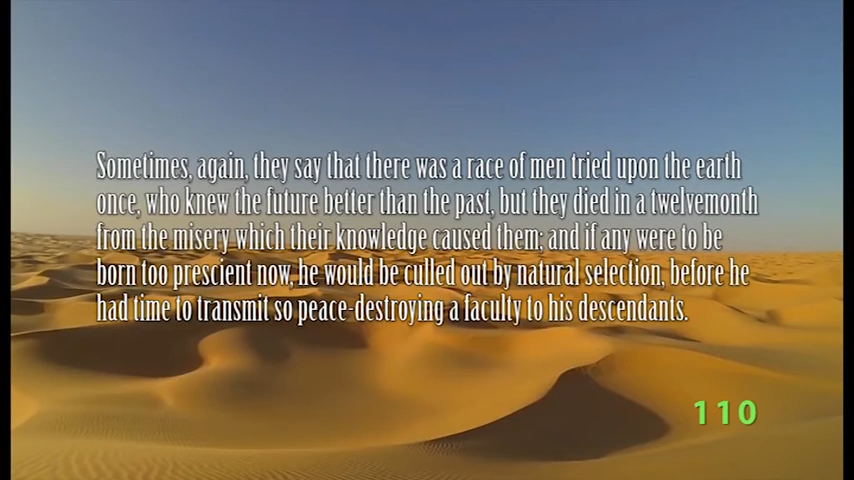 Sometimes, again, they say that there was a race of men tried upon the earth
once, who knew the future better than the past, but they died in a twelvemonth
from the misery which their knowledge caused them; and if any were to be
born too prescient now, he would be culled out by natural selection, before he
had time to transmit so peace-destroying a faculty to his descendants.
110